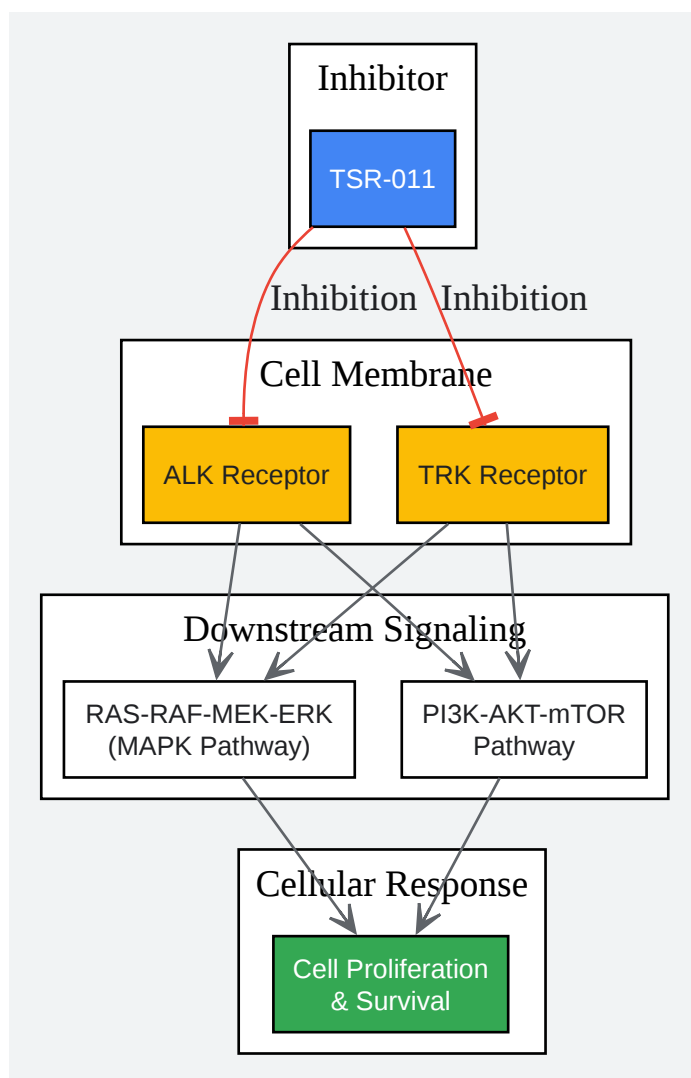 Inhibitor
TSR-011
Inhibition
Inhibition
Cell Membrane
ALK Receptor
TRK Receptor
Downstream Signaling
RAS-RAF-MEK-ERK
(MAPK Pathway)
PI3K-AKT-mTOR
Pathway
Cellular Response
Cell Proliferation
& Survival